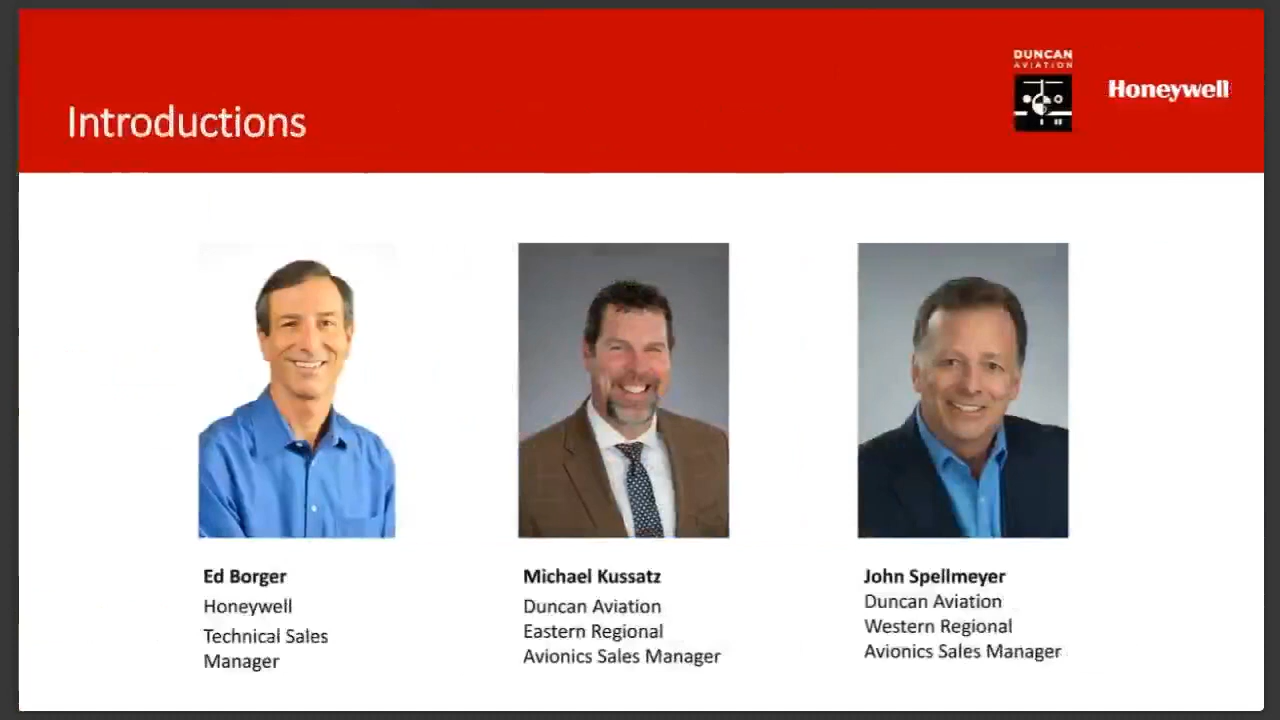 DUNCAN
AVIATION
Honeywell
Introductions
Ed Borger
Honeywell
Technical Sales
Manager
Michael Kussatz
Duncan Aviation
Eastern Regional
Avionics Sales Manager
John Spellmeyer
Duncan Aviation
Western Regional
Avionics Sales Manager